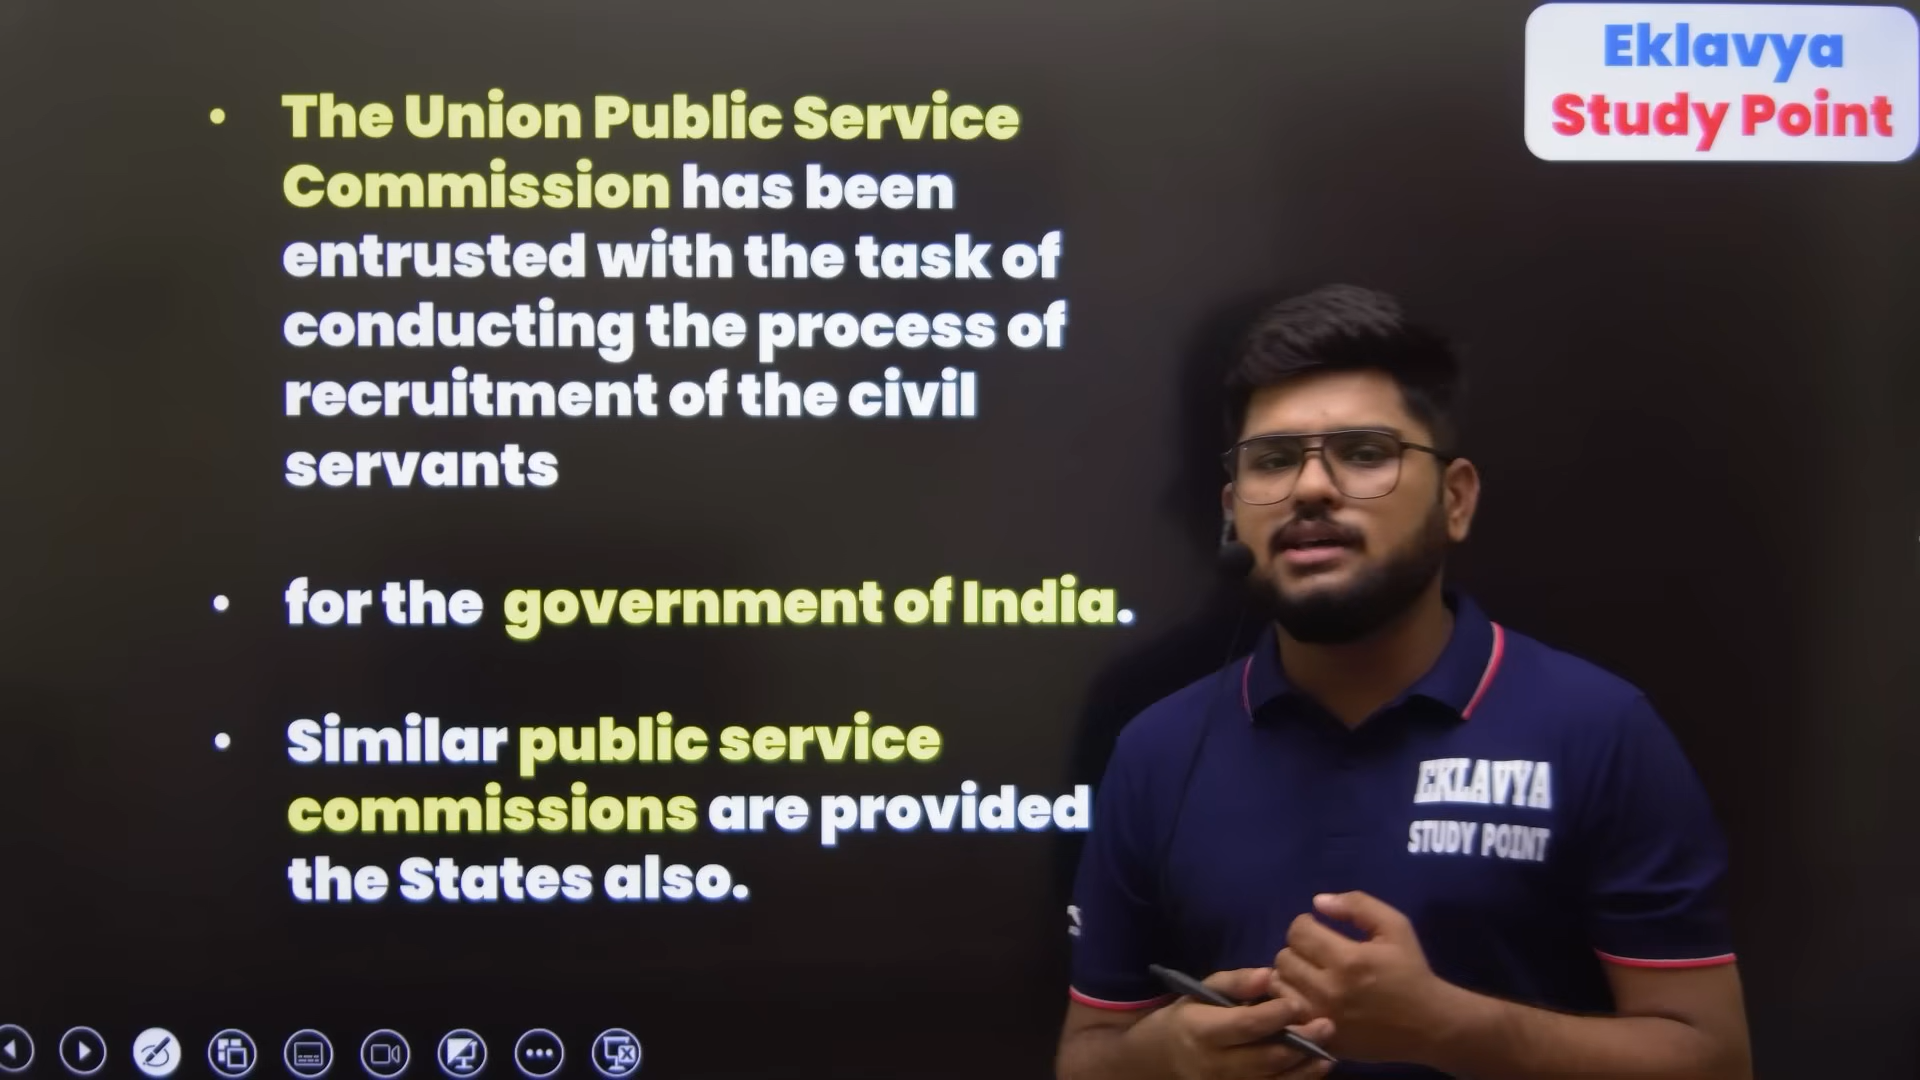 Eklavya
Study Point
• The Union Public Service
Commission has been
entrusted with the task of
conducting the process of
recruitment of the civil
servants
• for the government of India.
• Similar public service
commissions are provided
the States also.
EKLAVYA
STUDY POINT